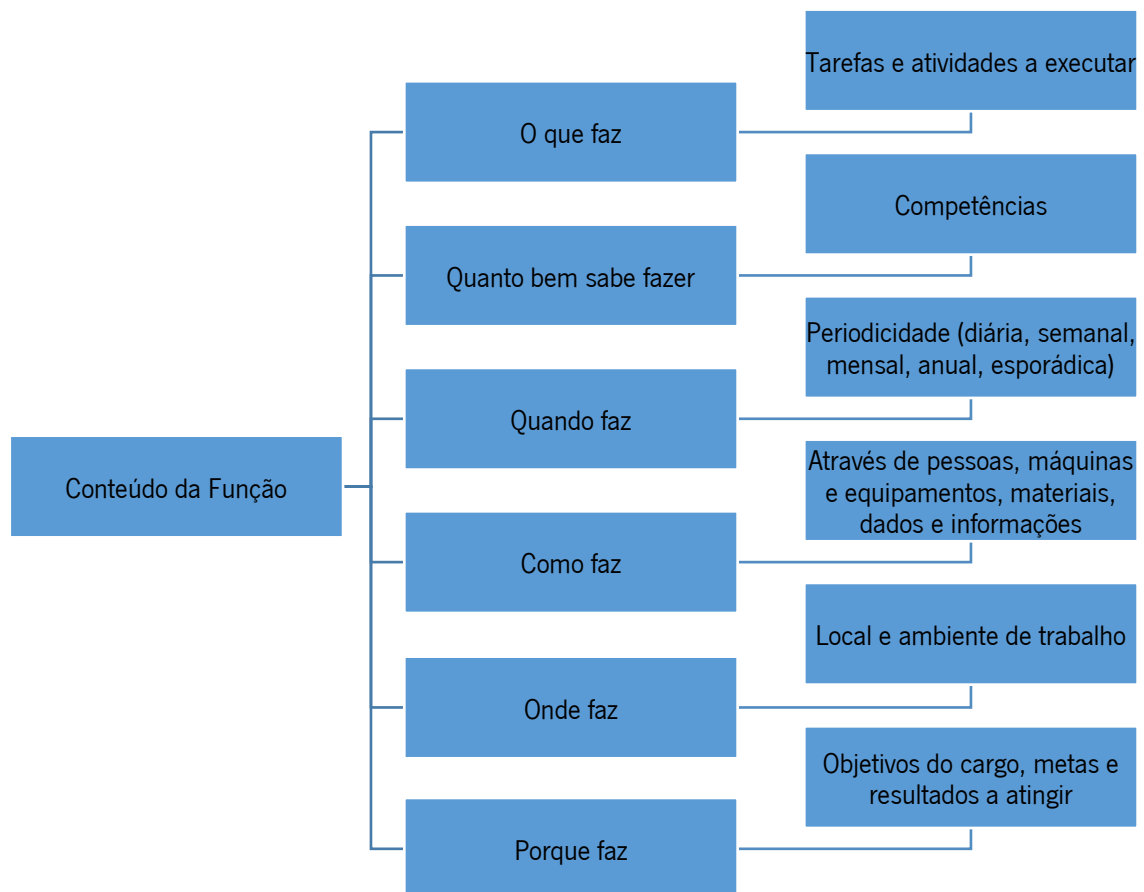 Conteúdo da Função
O que faz
Tarefas e atividades a executar
Quanto bem sabe fazer
Competências
Quando faz
Periodicidade (diária, semanal,
mensal, anual, esporádica)
Como faz
Através de pessoas, máquinas
e equipamentos, materiais,
dados e informações
Onde faz
Local e ambiente de trabalho
Porque faz
Objetivos do cargo, metas e
resultados a atingir